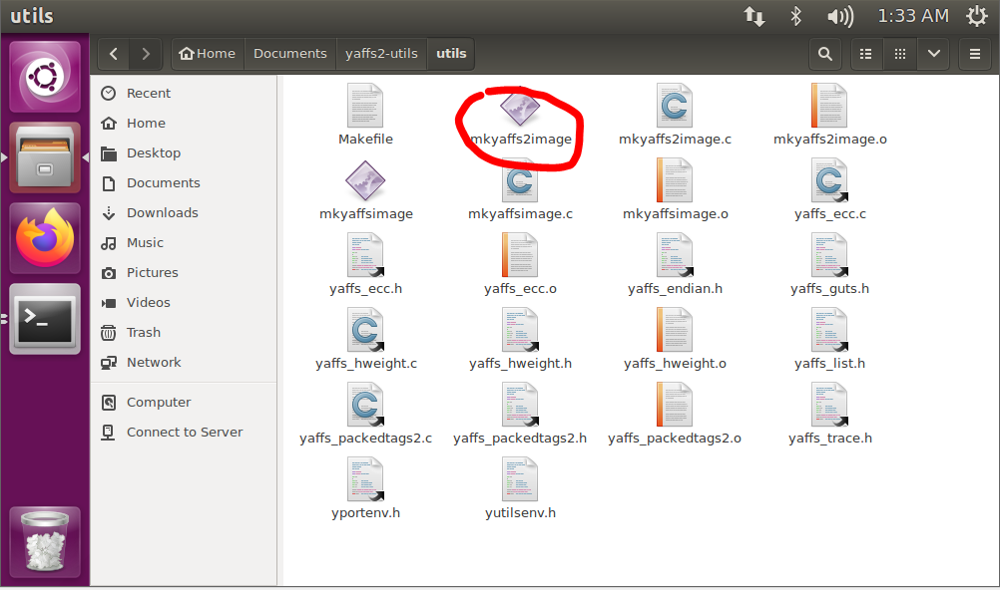 utils
1:33 AM
Home
Documents
yaffs2-utils
utils
Recent
Home
Desktop
Documents
Downloads
Music
Pictures
Videos
Trash
Network
Computer
Connect to Server
Makefile
mkyaffs2image
mkyaffs2image.c
mkyaffs2image.o
mkyaffsimage
mkyaffsimage.c
mkyaffsimage.o
yaffs_ecc.c
yaffs_ecc.h
yaffs_ecc.o
yaffs_endian.h
yaffs_guts.h
yaffs_hweight.c
yaffs_hweight.h
yaffs_hweight.o
yaffs_list.h
yaffs_packedtags2.c
yaffs_packedtags2.h
yaffs_packedtags2.o
yaffs_trace.h
yportenv.h
yutilsenv.h